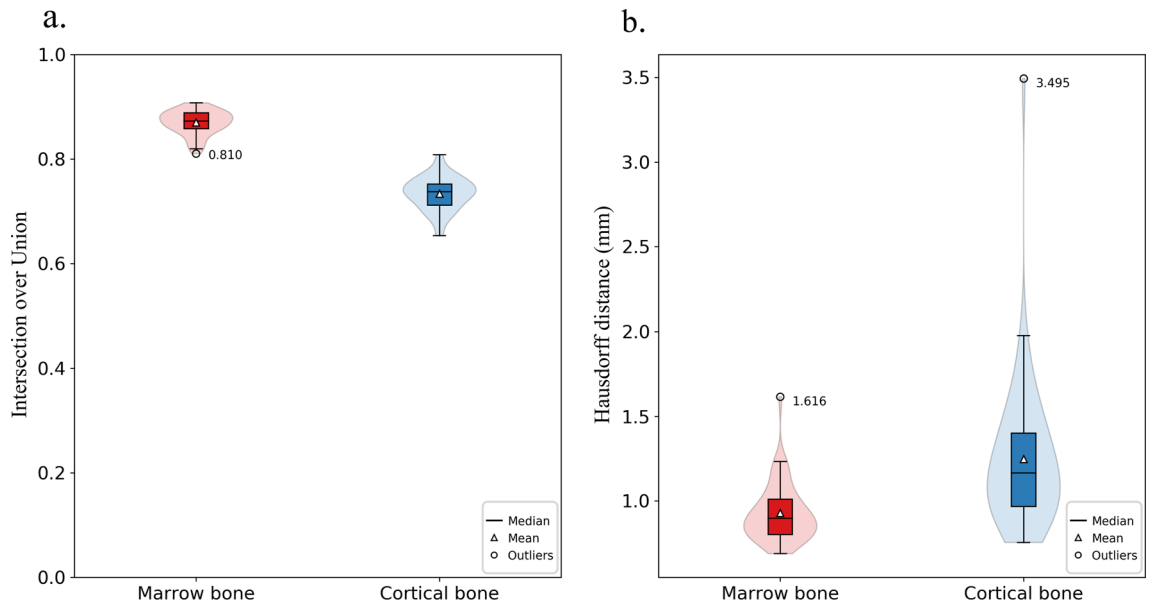 a.
Intersection over Union
1.0
0.8
0.6
0.4
0.2
0.0
0.810
Median
Mean
Outliers
Marrow bone
Cortical bone
b.
Hausdorff distance (mm)
3.5
3.0
2.5
2.0
1.5
1.0
3.495
1.616
Median
Mean
Outliers
Marrow bone
Cortical bone